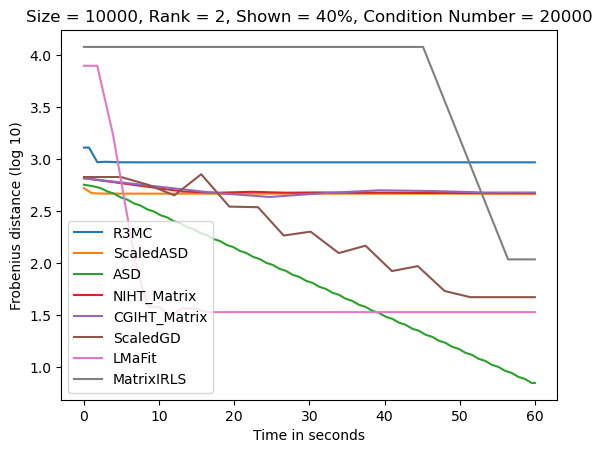 Size = 10000, Rank = 2, Shown = 40%, Condition Number = 20000
Frobenius distance (log 10)
4.0
3.5
3.0
2.5
2.0
1.5
1.0
R3MC
ScaledASD
ASD
NIHT_Matrix
CGIHT_Matrix
ScaledGD
LMaFit
MatrixIRLS
0 10 20 30 40 50 60
Time in seconds